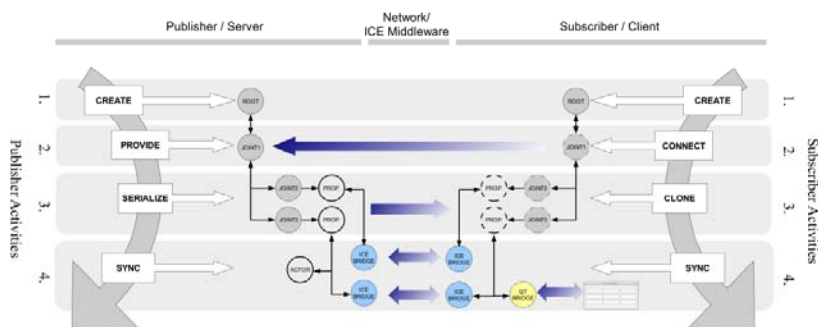 Publisher / Server
Network/
ICE Middleware
Subscriber / Client
Publisher Activities
Subscriber Activities
1.
CREATE
ROOT
ROOT
CREATE
1.
2.
PROVIDE
JOINT1
JOINT1
CONNECT
2.
3.
SERIALIZE
JOINT2
PROP.
PROP.
JOINT2
CLONE
3.
JOINT3
PROP.
PROP.
JOINT3
4.
SYNC
ACTOR
ICE
BRIDGE
ICE
BRIDGE
SYNC
4.
ICE
BRIDGE
ICE
BRIDGE
QT
BRIDGE